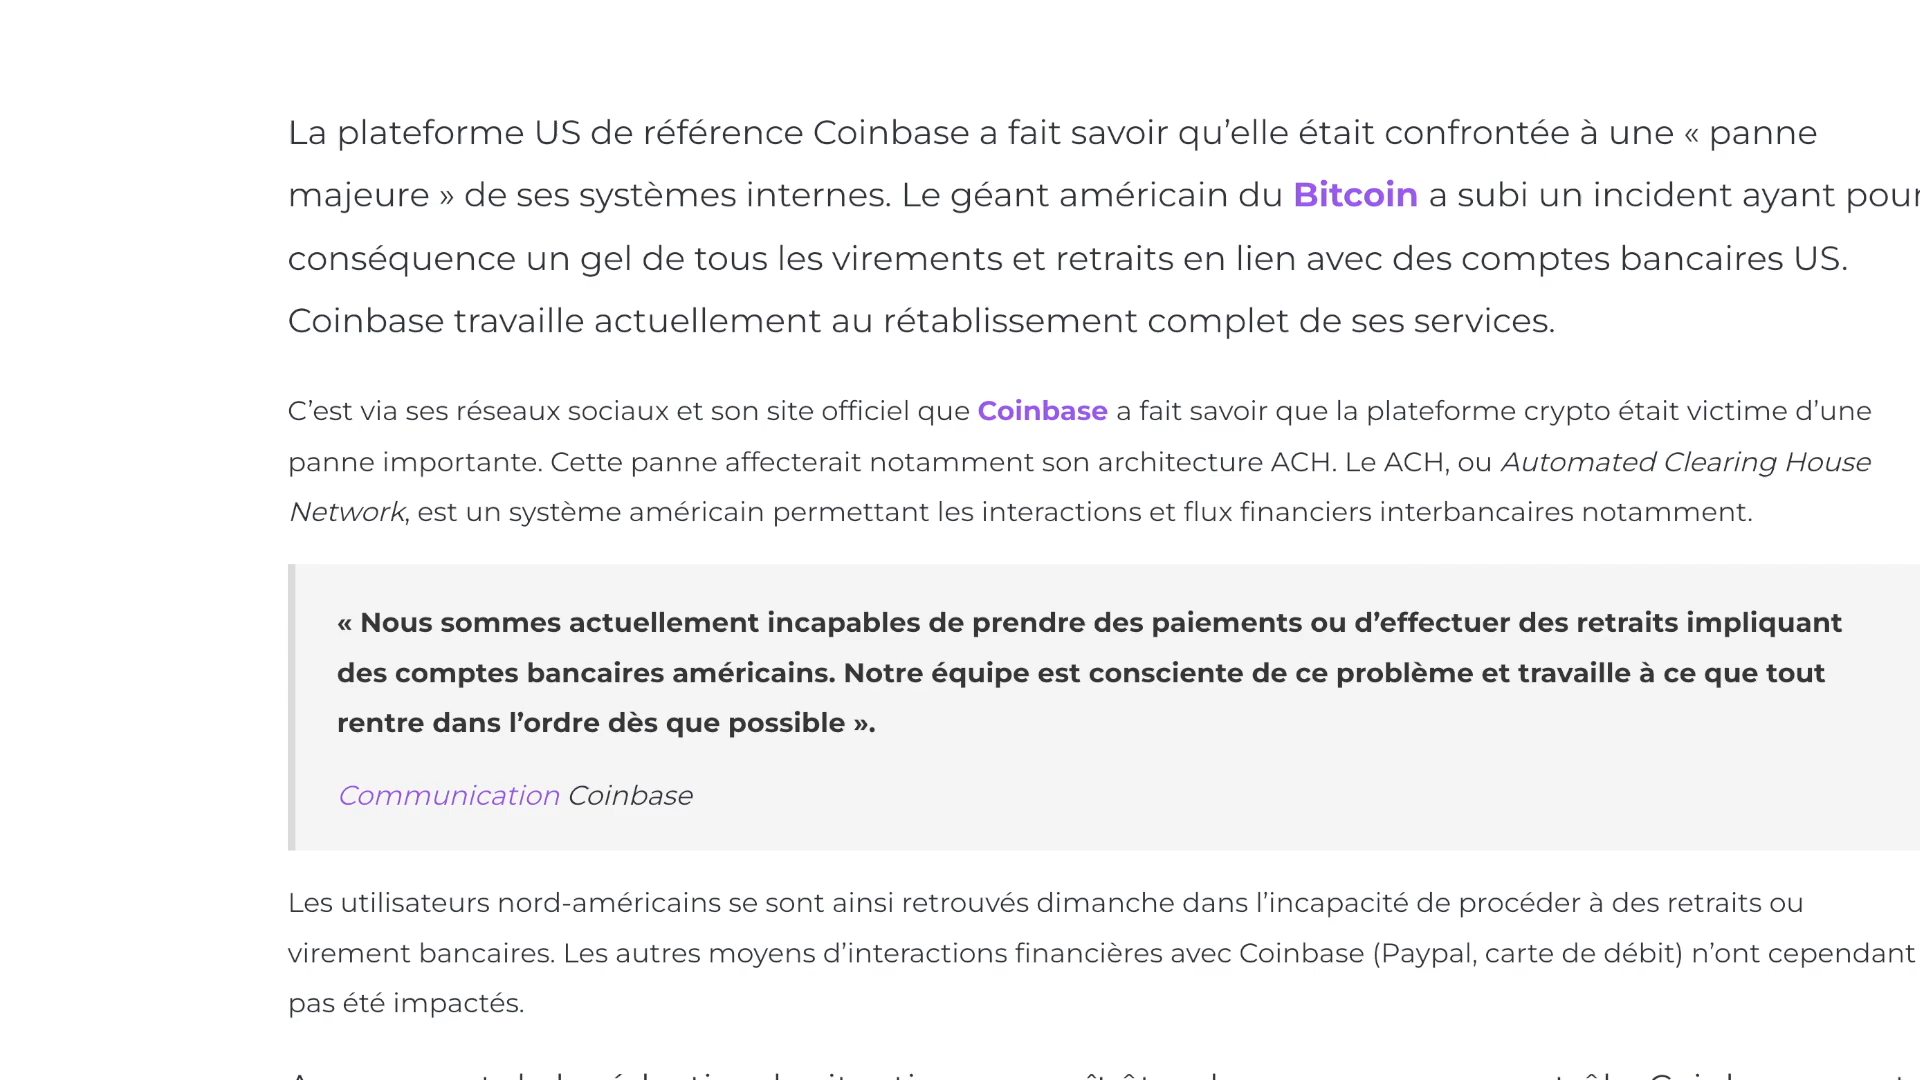 La plateforme US de référence Coinbase a fait savoir qu’elle était confrontée à une « panne
majeure » de ses systèmes internes. Le géant américain du Bitcoin a subi un incident ayant pour
conséquence un gel de tous les virements et retraits en lien avec des comptes bancaires US.
Coinbase travaille actuellement au rétablissement complet de ses services.
C’est via ses réseaux sociaux et son site officiel que Coinbase a fait savoir que la plateforme crypto était victime d’une
panne importante. Cette panne affecterait notamment son architecture ACH. Le ACH, ou Automated Clearing House
Network, est un système américain permettant les interactions et flux financiers interbancaires notamment.
« Nous sommes actuellement incapables de prendre des paiements ou d’effectuer des retraits impliquant
des comptes bancaires américains. Notre équipe est consciente de ce problème et travaille à ce que tout
rentre dans l’ordre dès que possible ».
Communication Coinbase
Les utilisateurs nord-américains se sont ainsi retrouvés dimanche dans l’incapacité de procéder à des retraits ou
virement bancaires. Les autres moyens d’interactions financières avec Coinbase (Paypal, carte de débit) n’ont cependant
pas été impactés.